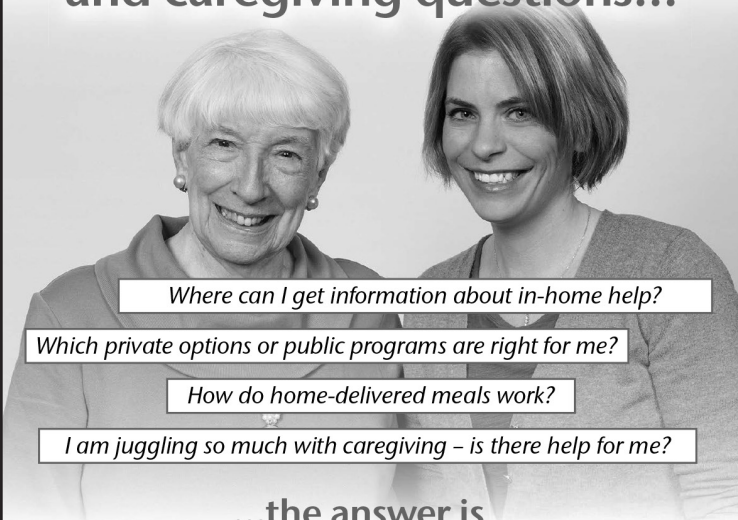 and caregiving questions...
Where can I get information about in-home help?
Which private options or public programs are right for me?
How do home-delivered meals work?
I am juggling so much with caregiving – is there help for me?
...the answer is